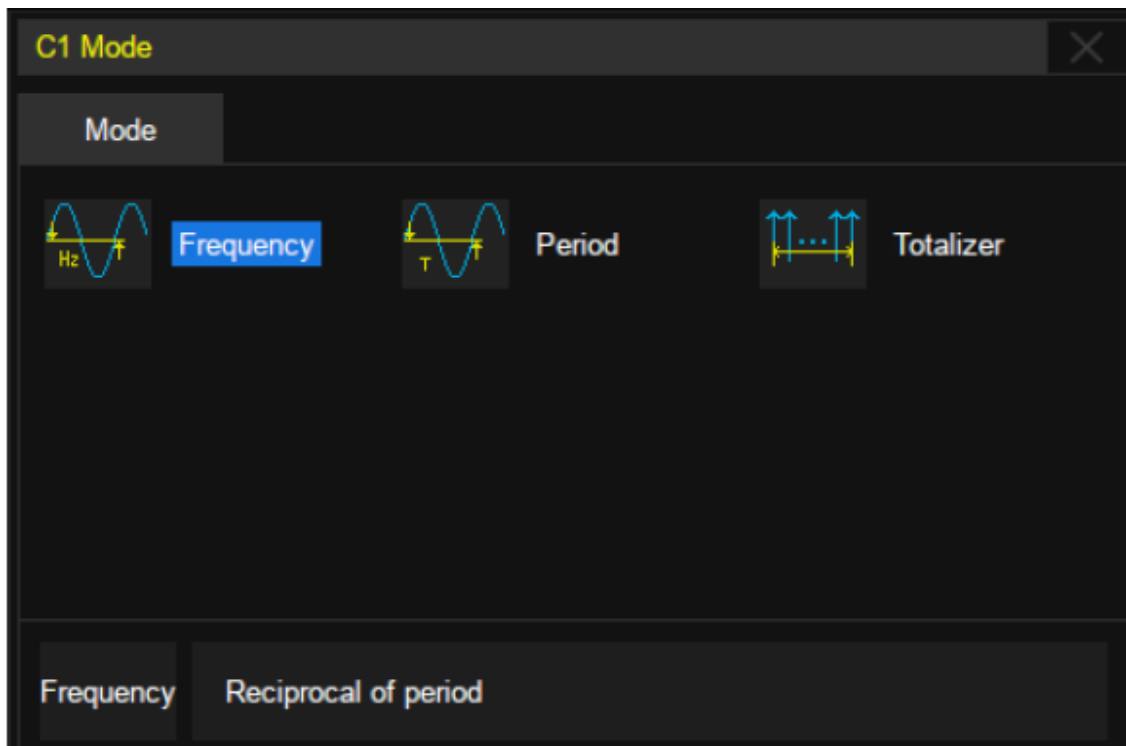 C1 Mode
Mode
Hz
Frequency
T
Period
Totalizer
Frequency
Reciprocal of period